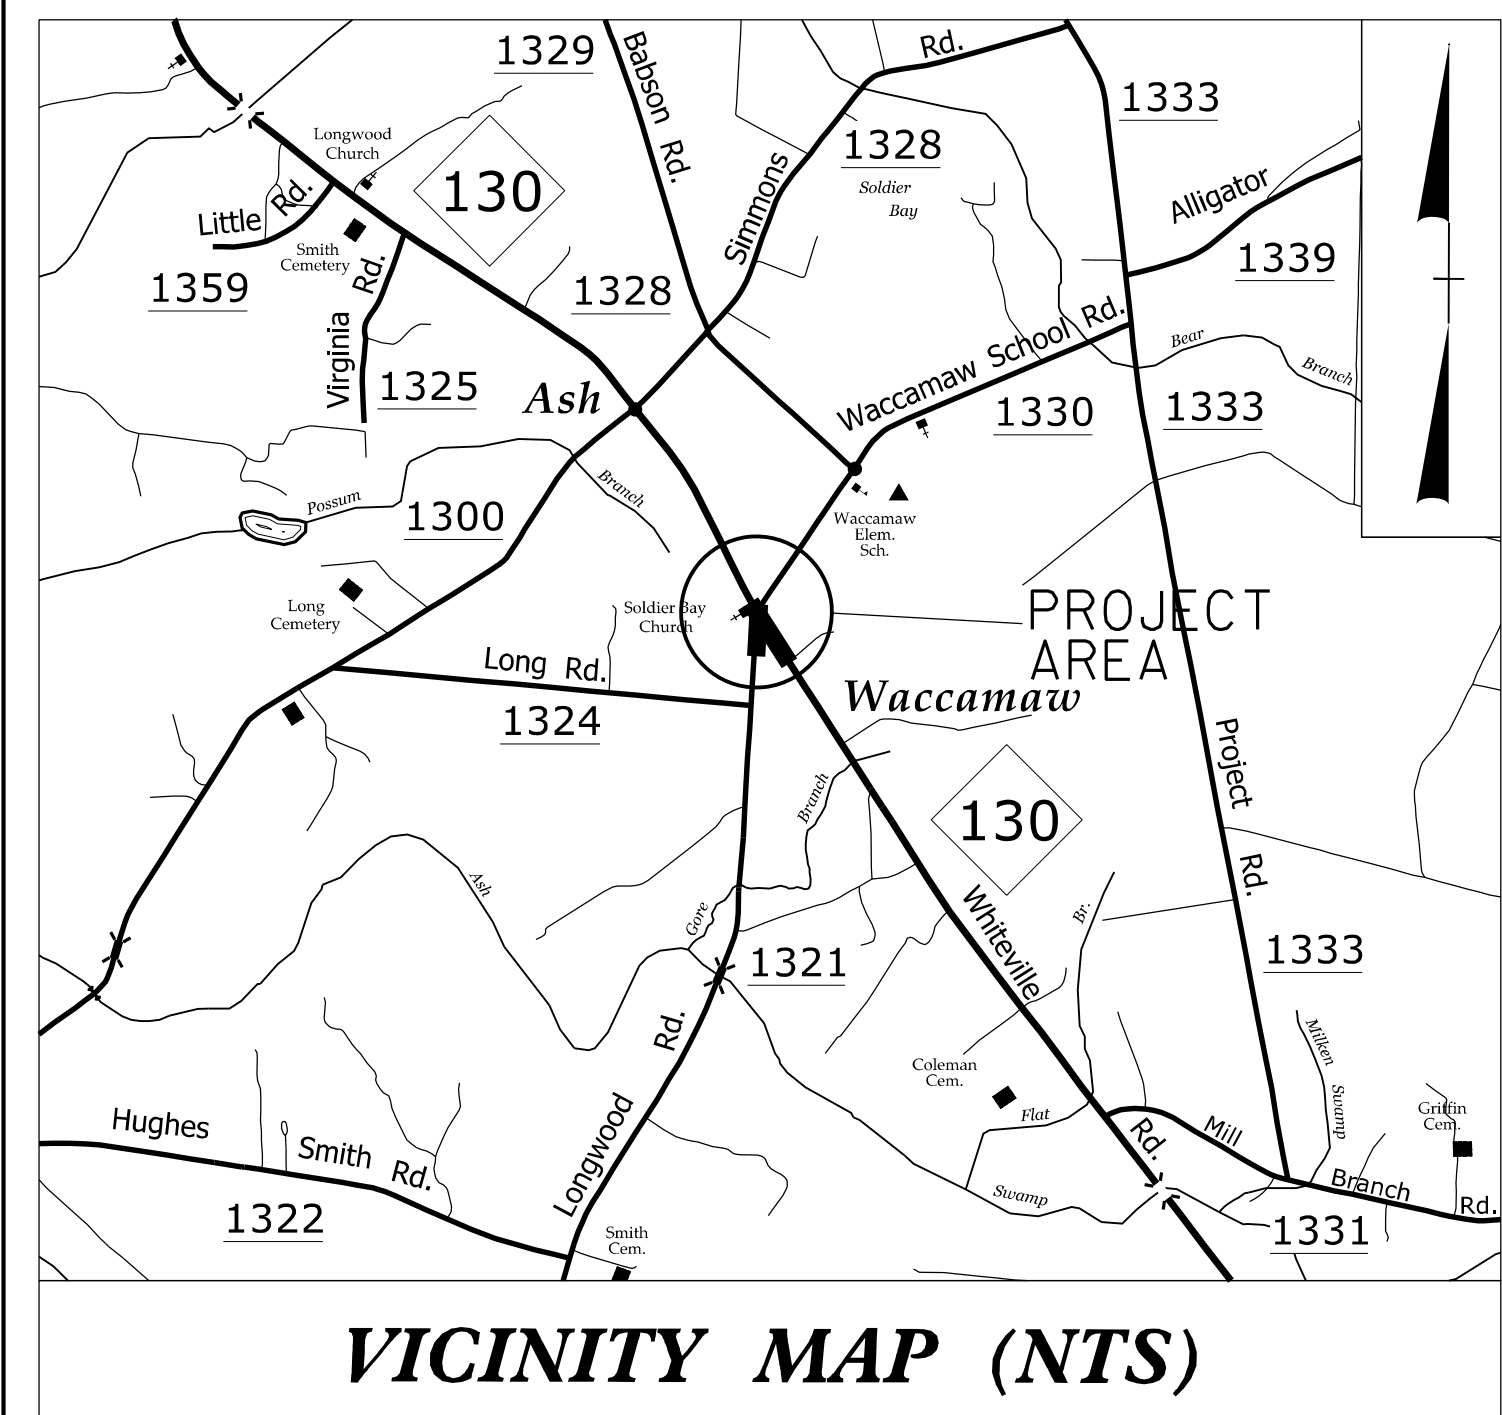 1329
Babson Rd.
Rd.
1333
Longwood
Church
130
1328
Soldier
Bay
Simmons
Alligator
Little Rd.
Smith
Cemetery
Rd.
1339
1359
1328
Virginia
Waccamaw School Rd.
Bear
Branch
1325
Ash
1330
1333
Possum
Branch
1300
Waccamaw
Elem.
Sch.
Long
Cemetery
Soldier Bay
Church
PROJECT
AREA
Long Rd.
Waccamaw
1324
Project
Rd.
Branch
130
Ash
Gore
Whiteville
Br.
1321
1333
Rd.
Milken
Swamp
Coleman
Cem.
Flat
Griffin
Cem.
Hughes
Smith Rd.
Longwood
Rd.
Mill
Branch
Rd.
Swamp
1322
Smith
Cem.
1331
VICINITY MAP (NTS)